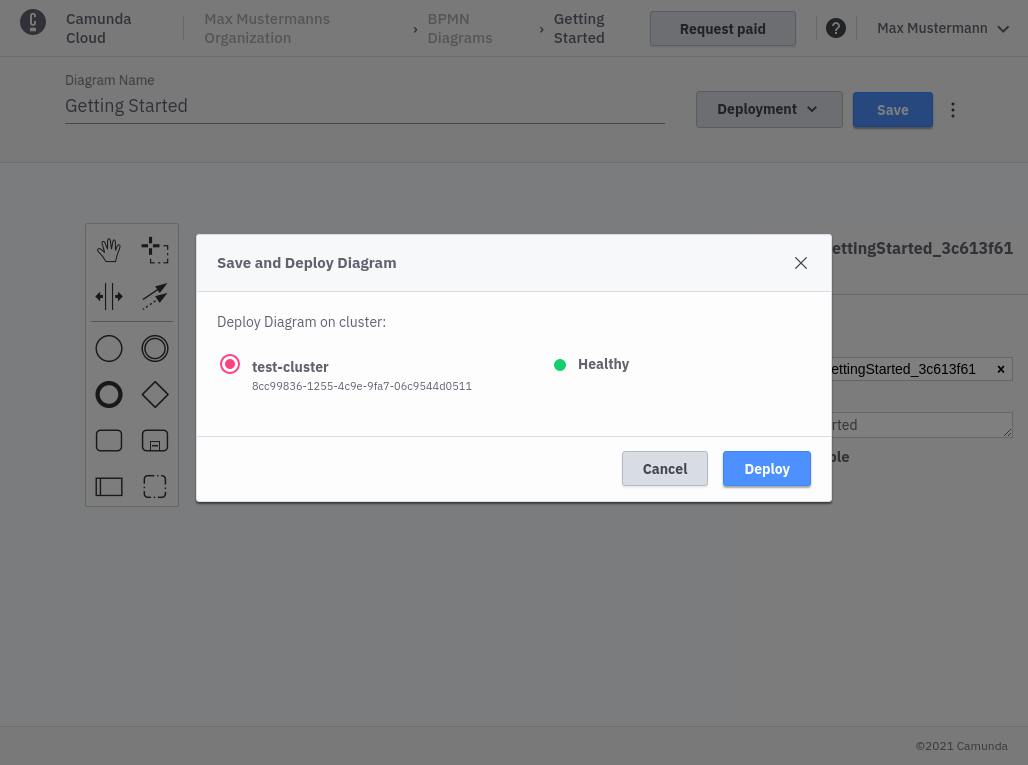 Camunda
Cloud
Max Mustermanns
Organization
›
BPMN
Diagrams
›
Getting
Started
Request paid
?
Max Mustermann
Diagram Name
Getting Started
Deployment
Save
ettingStarted_3c613f61
Save and Deploy Diagram
Deploy Diagram on cluster:
test-cluster
Healthy
8cc99836-1255-4c9e-9fa7-06c9544d0511
ettingStarted_3c613f61
rted
ble
Cancel
Deploy
©2021 Camunda